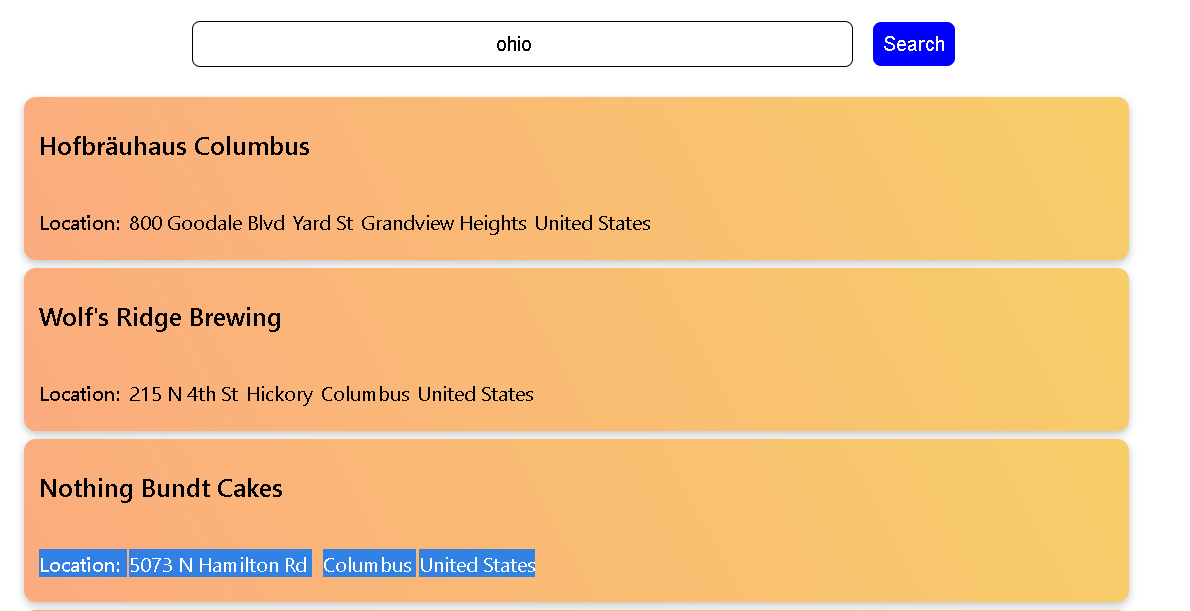 ohio
Search
Hofbräuhaus Columbus
Location: 800 Goodale Blvd Yard St Grandview Heights United States
Wolf's Ridge Brewing
Location: 215 N 4th St Hickory Columbus United States
Nothing Bundt Cakes
Location: 5073 N Hamilton Rd Columbus United States